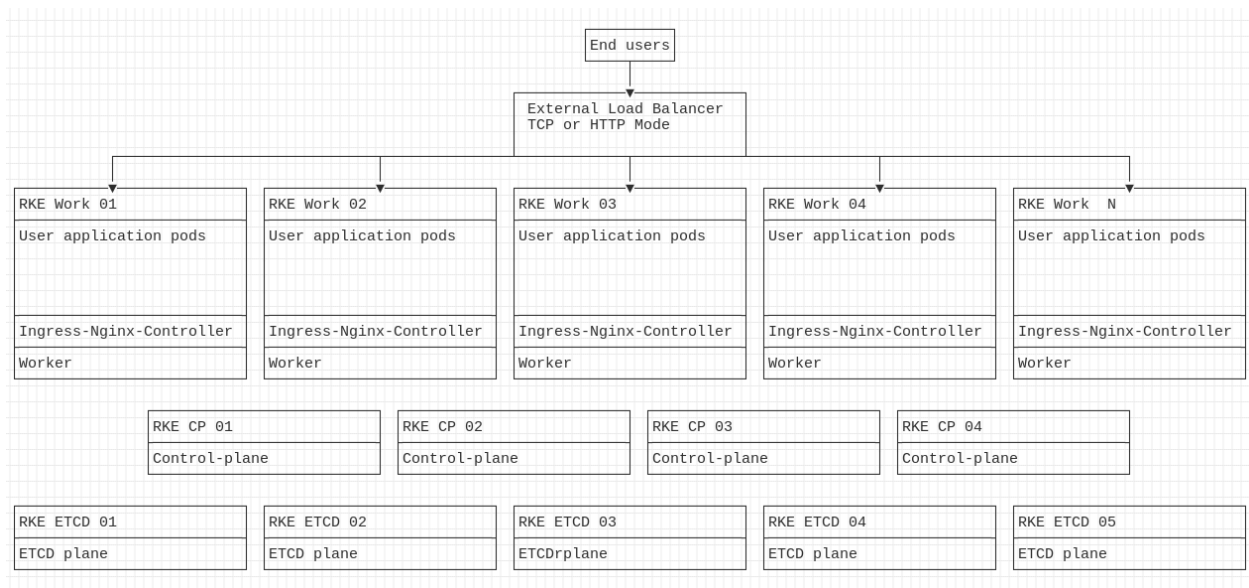 End users
External Load Balancer
TCP or HTTP Mode
RKE Work 01
RKE Work 02
RKE Work 03
RKE Work 04
RKE Work  N
User application pods
User application pods
User application pods
User application pods
User application pods
Ingress-Nginx-Controller
Ingress-Nginx-Controller
Ingress-Nginx-Controller
Ingress-Nginx-Controller
Ingress-Nginx-Controller
Worker
Worker
Worker
Worker
Worker
RKE CP 01
RKE CP 02
RKE CP 03
RKE CP 04
Control-plane
Control-plane
Control-plane
Control-plane
RKE ETCD 01
RKE ETCD 02
RKE ETCD 03
RKE ETCD 04
RKE ETCD 05
ETCD plane
ETCD plane
ETCDrplane
ETCD plane
ETCD plane